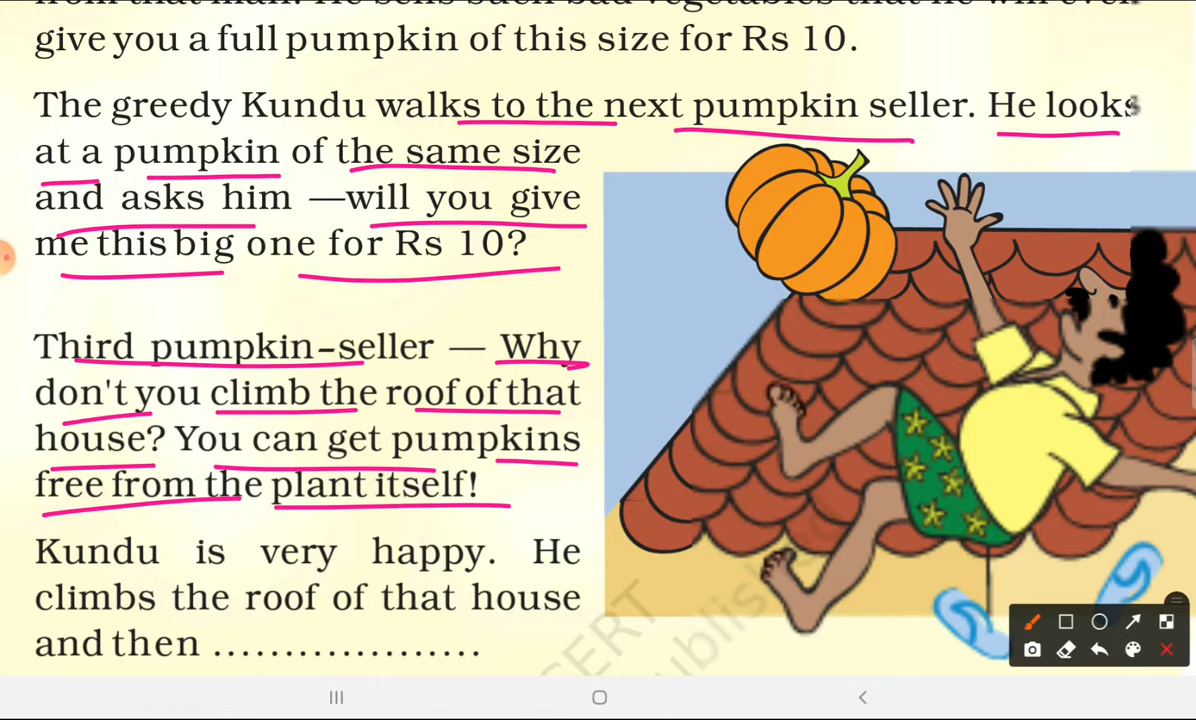 give you a full pumpkin of this size for Rs 10.
The greedy Kundu walks to the next pumpkin seller. He looks
at a pumpkin of the same size
and asks him —will you give
me this big one for Rs 10?
Third pumpkin-seller — Why
don't you climb the roof of that
house? You can get pumpkins
free from the plant itself!
Kundu is very happy. He
climbs the roof of that house
and then ...................